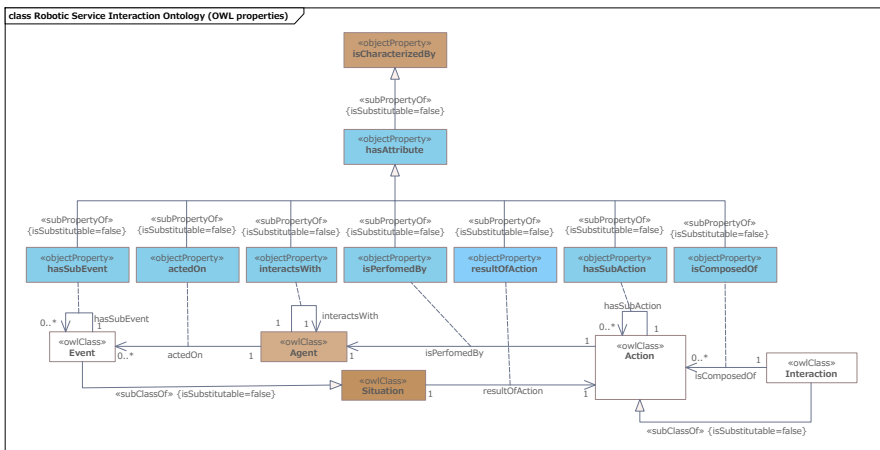 class Robotic Service Interaction Ontology (OWL properties)
«objectProperty»
isCharacterizedBy
«subPropertyOf»
{isSubstitutable=false}
«objectProperty»
hasAttribute
«subPropertyOf»
{isSubstitutable=false}
«subPropertyOf»
{isSubstitutable=false}
«subPropertyOf»
{isSubstitutable=false}
«subPropertyOf»
{isSubstitutable=false}
«subPropertyOf»
{isSubstitutable=false}
«subPropertyOf»
{isSubstitutable=false}
«subPropertyOf»
{isSubstitutable=false}
«objectProperty»
hasSubEvent
«objectProperty»
actedOn
«objectProperty»
interactsWith
«objectProperty»
isPerfomedBy
«objectProperty»
resultOfAction
«objectProperty»
hasSubAction
«objectProperty»
isComposedOf
hasSubEvent
0..*
1
interactsWith
1
1
hasSubAction
0..*
1
«owlClass»
Event
0..*
actedOn
1
«owlClass»
Agent
1
isPerfomedBy
1
«owlClass»
Action
0..*
isComposedOf
1
«owlClass»
Interaction
«subClassOf» {isSubstitutable=false}
«owlClass»
Situation
1
resultOfAction
1
«subClassOf» {isSubstitutable=false}